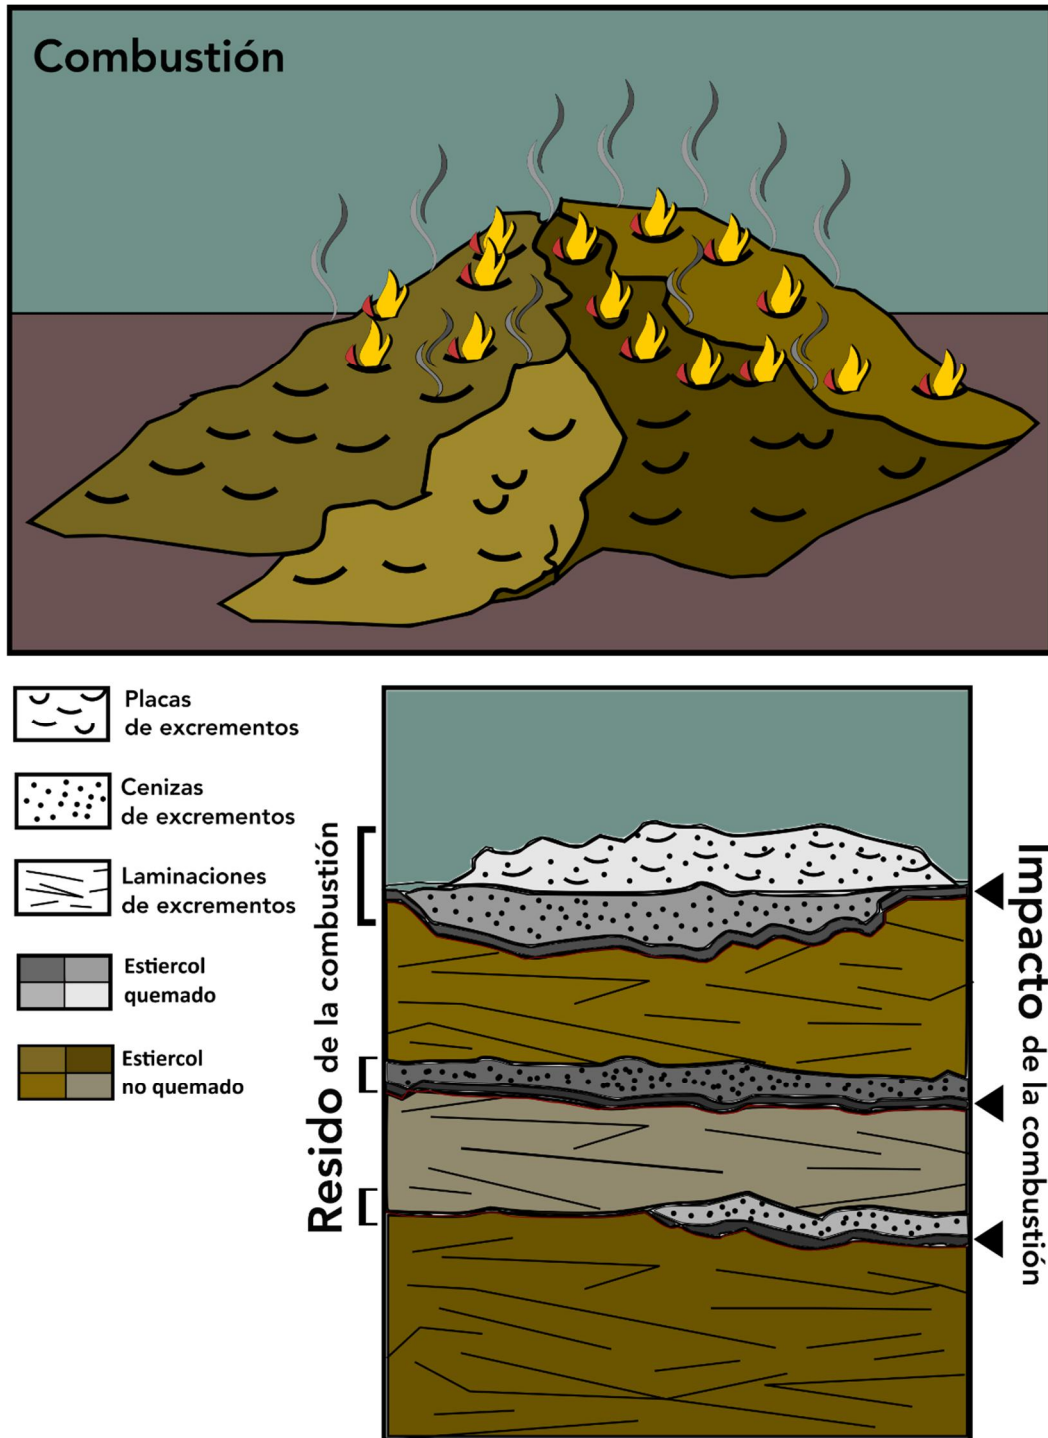 Combustión
Placas
de excrementos
Cenizas
de excrementos
Laminaciones
de excrementos
Estiercol
quemado
Estiercol
no quemado
Resido de la combustión
Impacto de la combustión